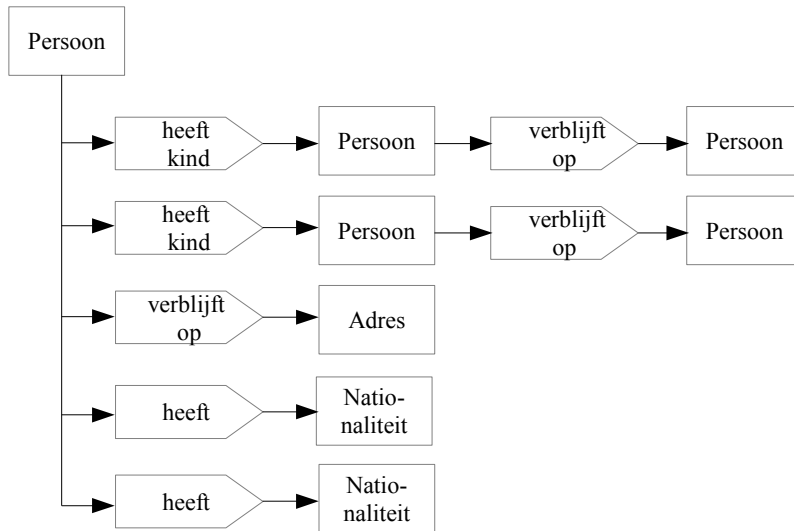 Persoon
heeft
kind
Persoon
verblijft
op
Persoon
heeft
kind
Persoon
verblijft
op
Persoon
verblijft
op
Adres
heeft
Natio-
naliteit
heeft
Natio-
naliteit